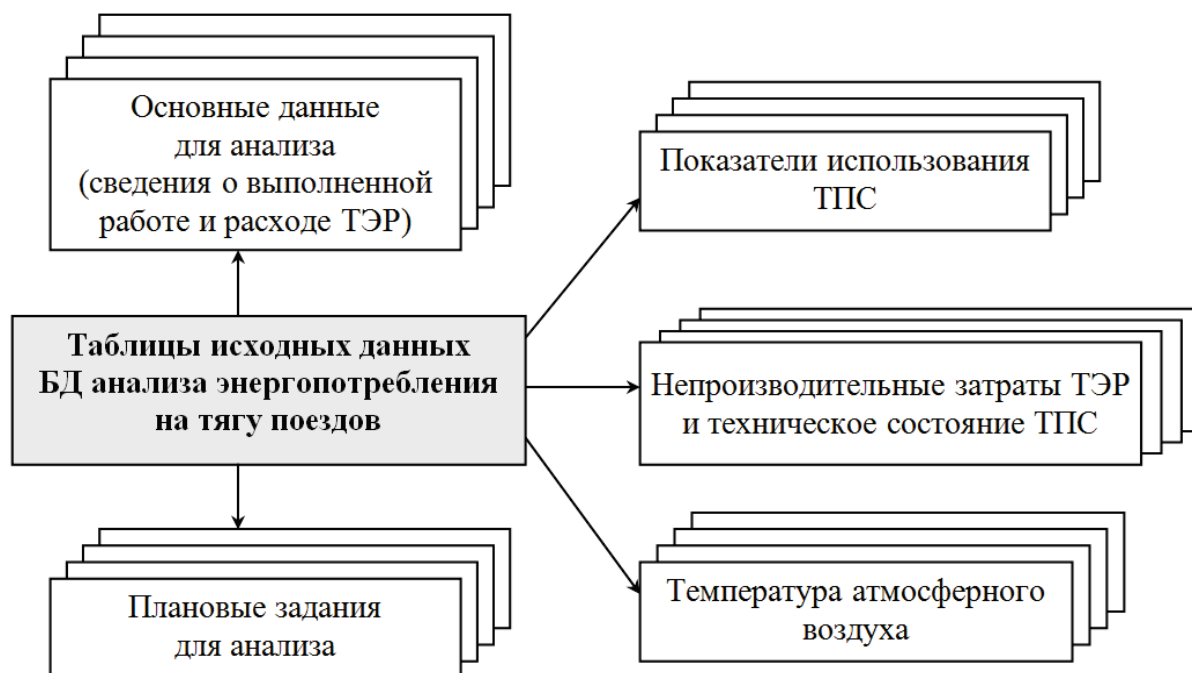 Основные данные
для анализа
(сведения о выполненной
работе и расходе ТЭР)
Показатели использования
ТПС
Таблицы исходных данных
БД анализа энергопотребления
на тягу поездов
Непроизводительные затраты ТЭР
и техническое состояние ТПС
Плановые задания
для анализа
Температура атмосферного
воздуха